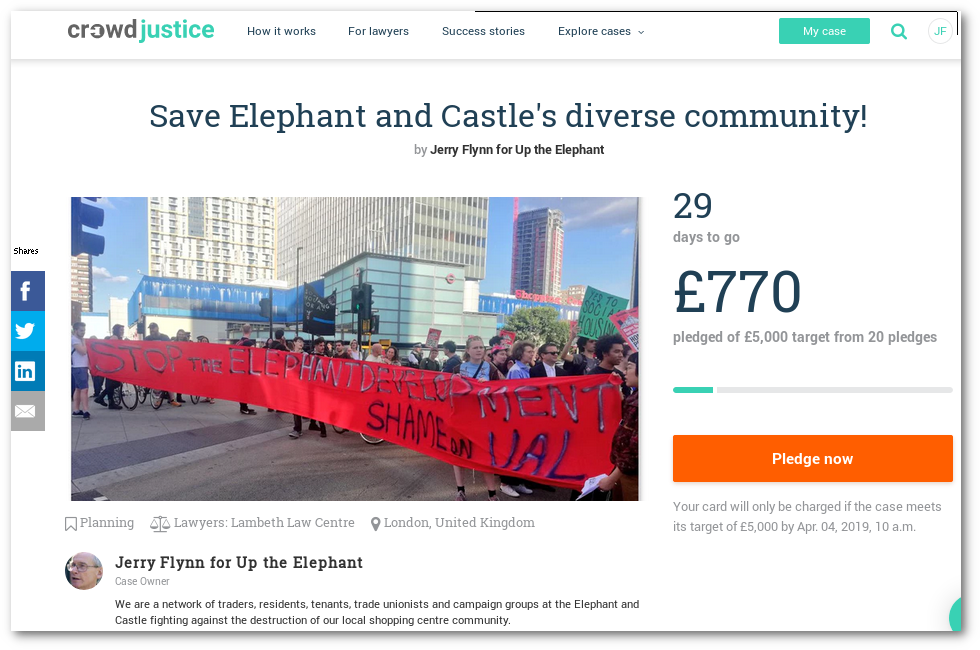 crowdjustice How it works For lawyers Success stories Explore cases My case JF
Save Elephant and Castle's diverse community!
by Jerry Flynn for Up the Elephant
29
days to go
£770
pledged of £5,000 target from 20 pledges
Pledge now
Your card will only be charged if the case meets
its target of £5,000 by Apr. 04, 2019, 10 a.m.
Shares
STOP THE ELEPHANT DEVELOPMENT
SHAME ON UAL
Planning Lawyers: Lambeth Law Centre London, United Kingdom
Jerry Flynn for Up the Elephant
Case Owner
We are a network of traders, residents, tenants, trade unionists and campaign groups at the Elephant and
Castle fighting against the destruction of our local shopping centre community.